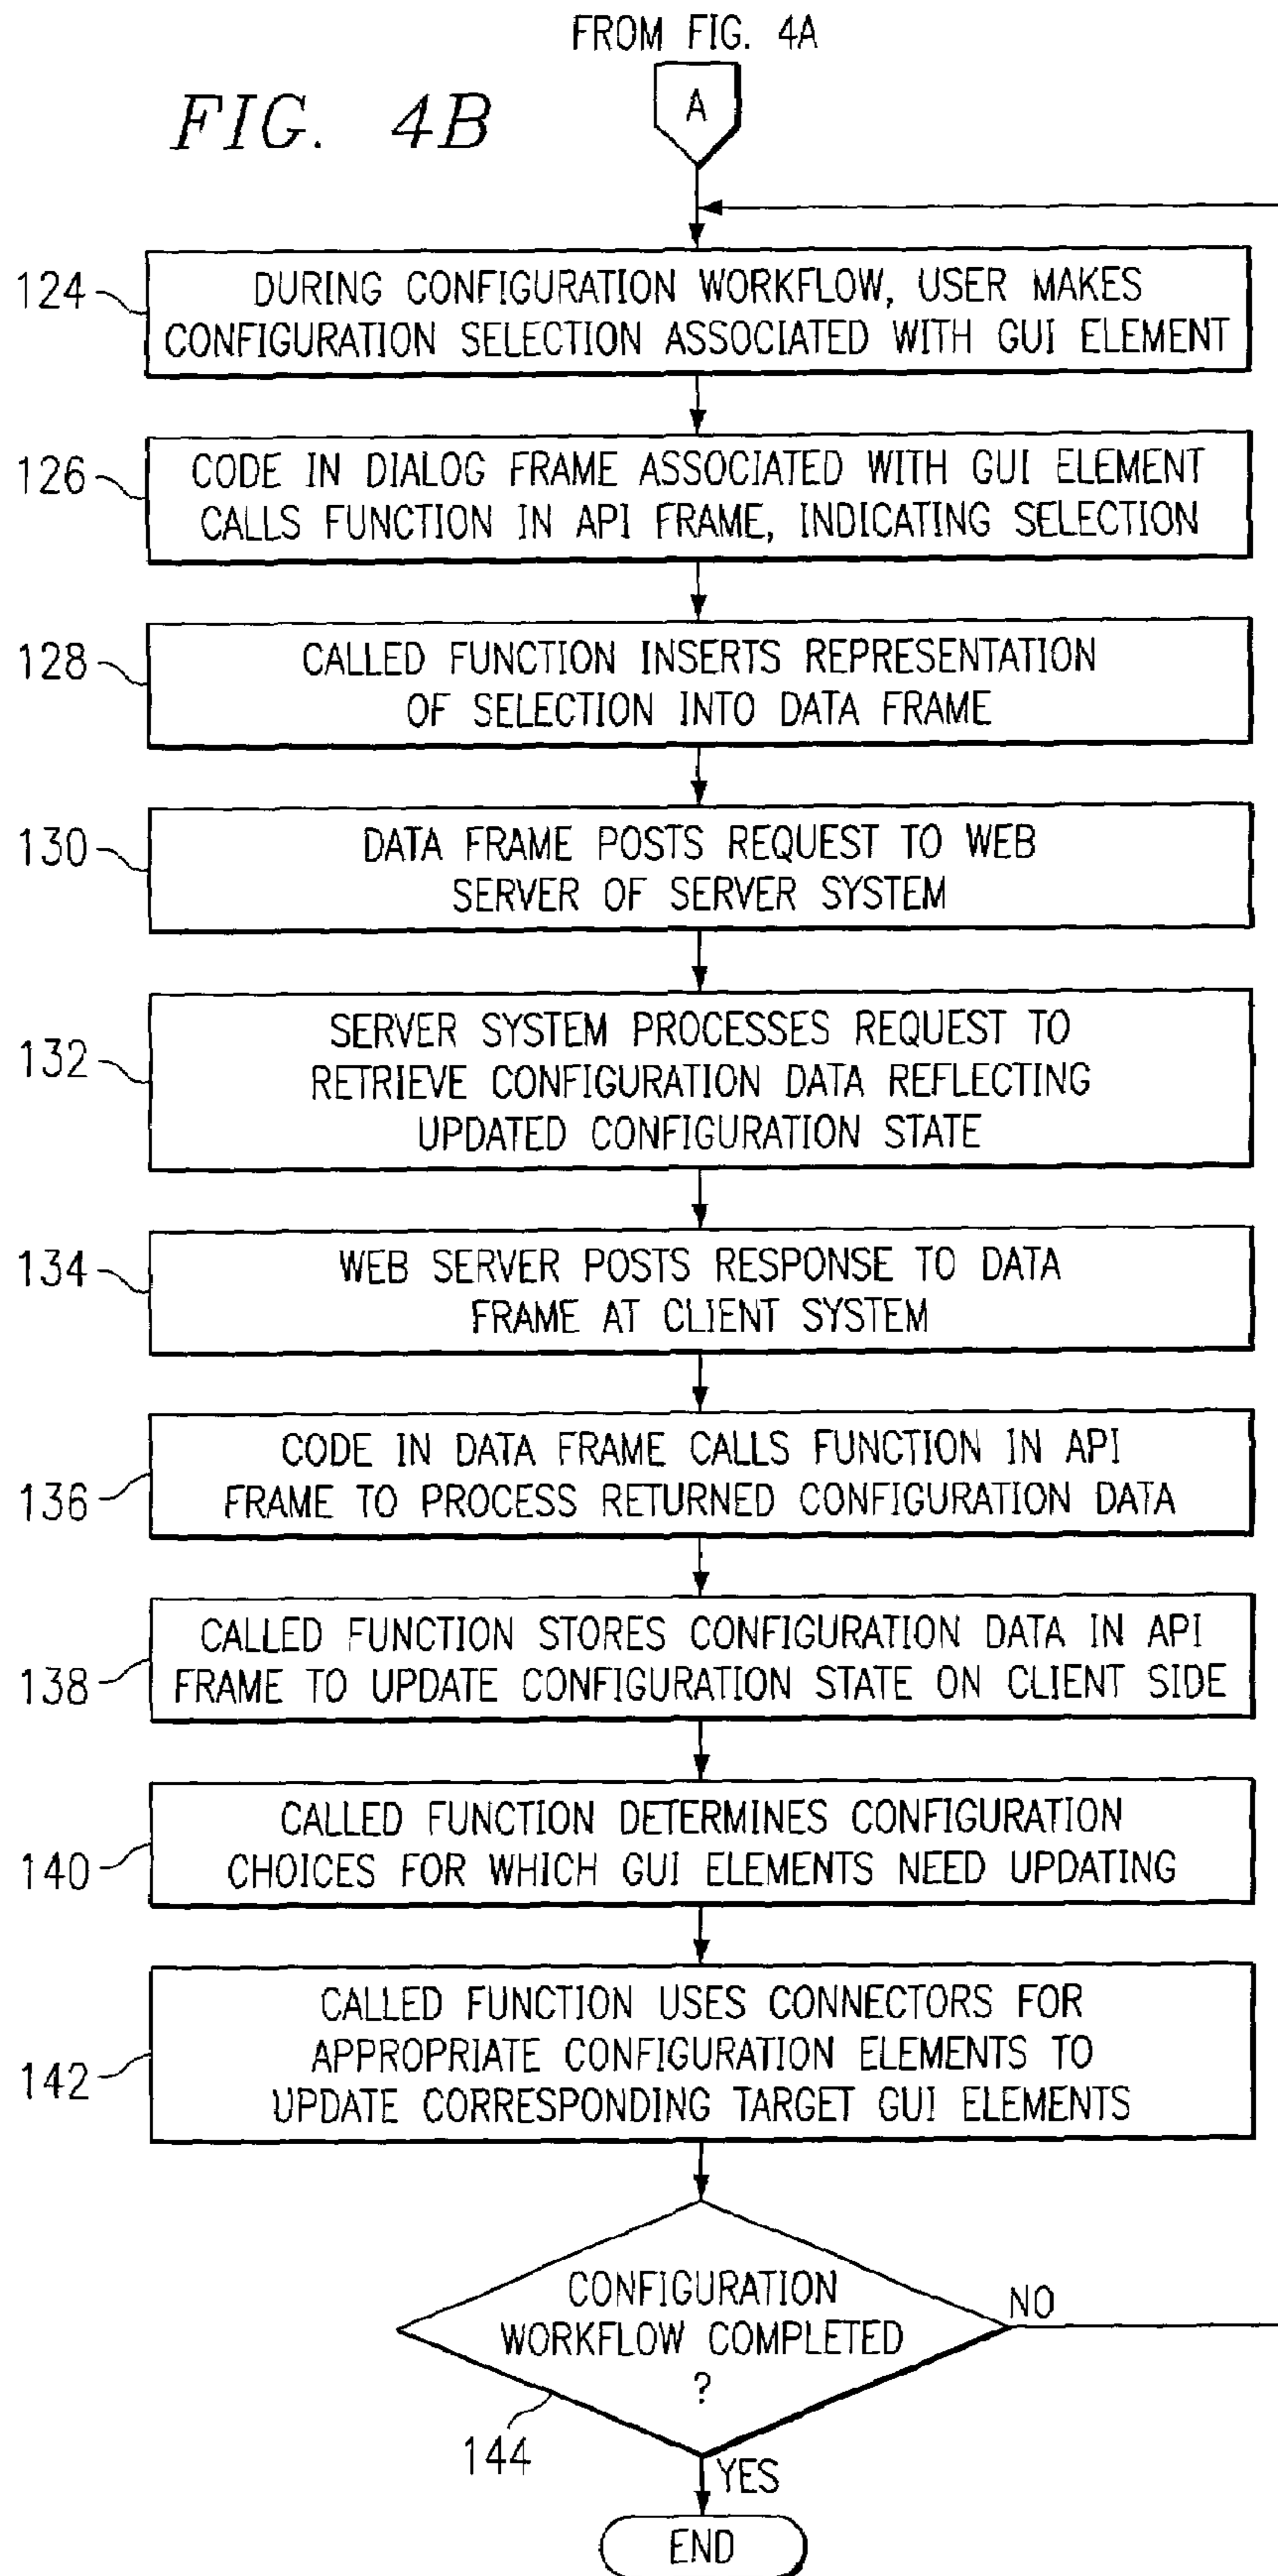 FROM FIG. 4A
FIG. 4B
A
124
DURING CONFIGURATION WORKFLOW, USER MAKES
CONFIGURATION SELECTION ASSOCIATED WITH GUI ELEMENT
126
CODE IN DIALOG FRAME ASSOCIATED WITH GUI ELEMENT
CALLS FUNCTION IN API FRAME, INDICATING SELECTION
128
CALLED FUNCTION INSERTS REPRESENTATION
OF SELECTION INTO DATA FRAME
130
DATA FRAME POSTS REQUEST TO WEB
SERVER OF SERVER SYSTEM
132
SERVER SYSTEM PROCESSES REQUEST TO
RETRIEVE CONFIGURATION DATA REFLECTING
UPDATED CONFIGURATION STATE
134
WEB SERVER POSTS RESPONSE TO DATA
FRAME AT CLIENT SYSTEM
136
CODE IN DATA FRAME CALLS FUNCTION IN API
FRAME TO PROCESS RETURNED CONFIGURATION DATA
138
CALLED FUNCTION STORES CONFIGURATION DATA IN API
FRAME TO UPDATE CONFIGURATION STATE ON CLIENT SIDE
140
CALLED FUNCTION DETERMINES CONFIGURATION
CHOICES FOR WHICH GUI ELEMENTS NEED UPDATING
142
CALLED FUNCTION USES CONNECTORS FOR
APPROPRIATE CONFIGURATION ELEMENTS TO
UPDATE CORRESPONDING TARGET GUI ELEMENTS
CONFIGURATION
WORKFLOW COMPLETED
?
NO
144
YES
END